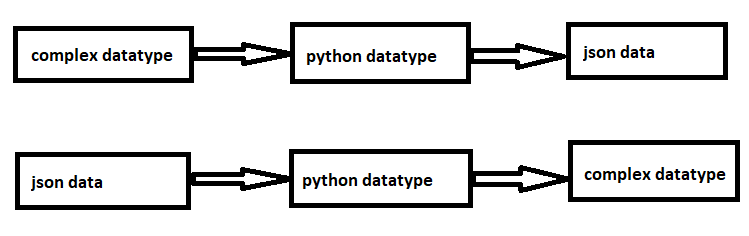 complex datatype
python datatype
json data
json data
python datatype
complex datatype